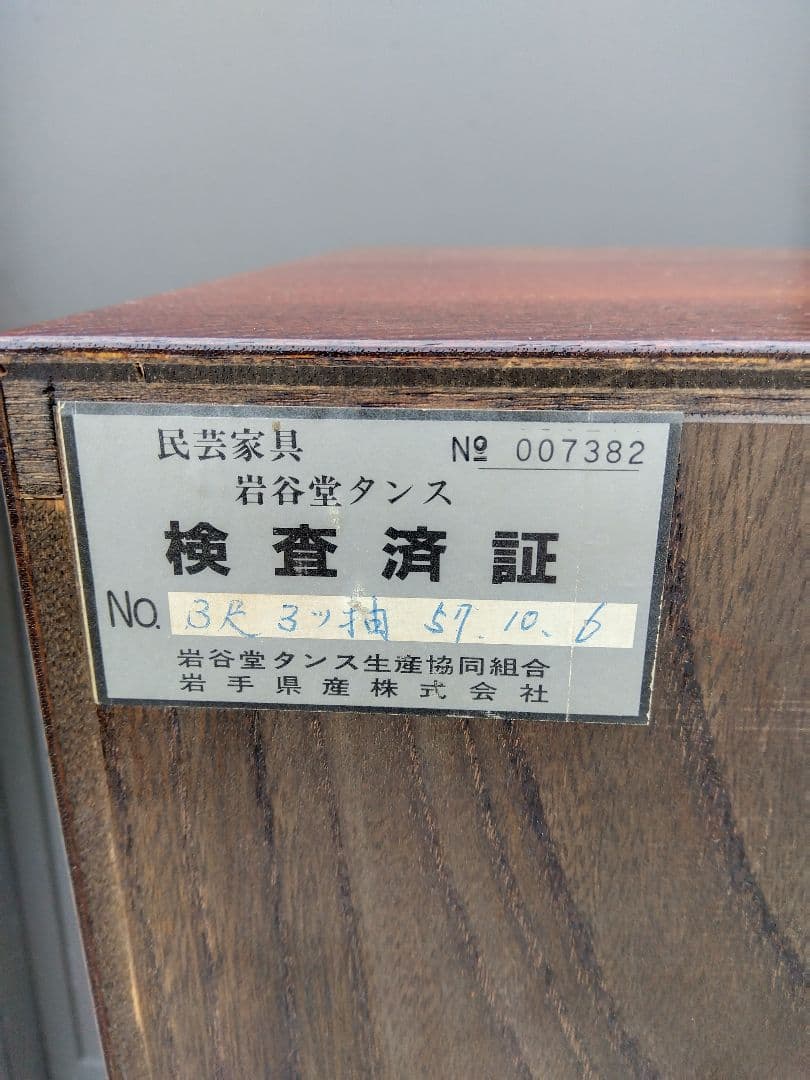 民芸家具 № 007382
岩谷堂タンス
検査済証
NO. 3尺 3ッ抽 57.10.6
岩谷堂タンス生産協同組合
岩手県産株式会社